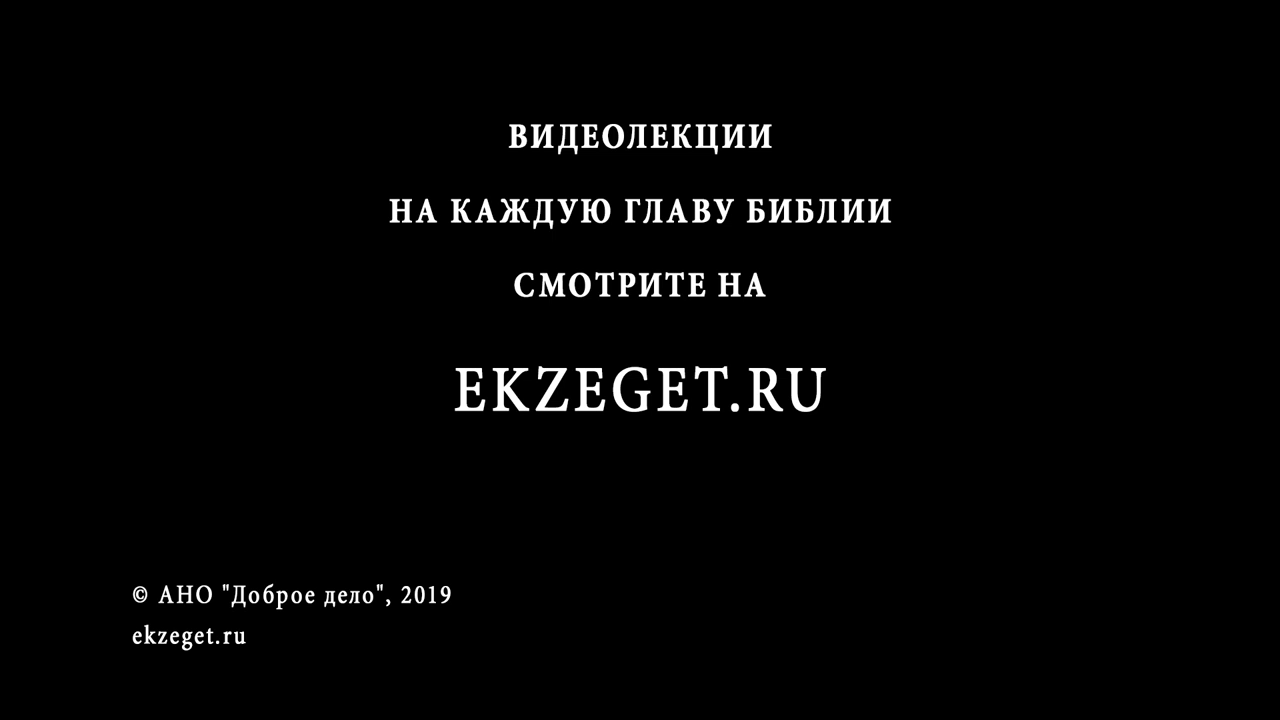 ВИДЕОЛЕКЦИИ
НА КАЖДУЮ ГЛАВУ БИБЛИИ
СМОТРИТЕ НА
EKZEGET.RU
© АНО "Доброе дело", 2019
ekzeget.ru